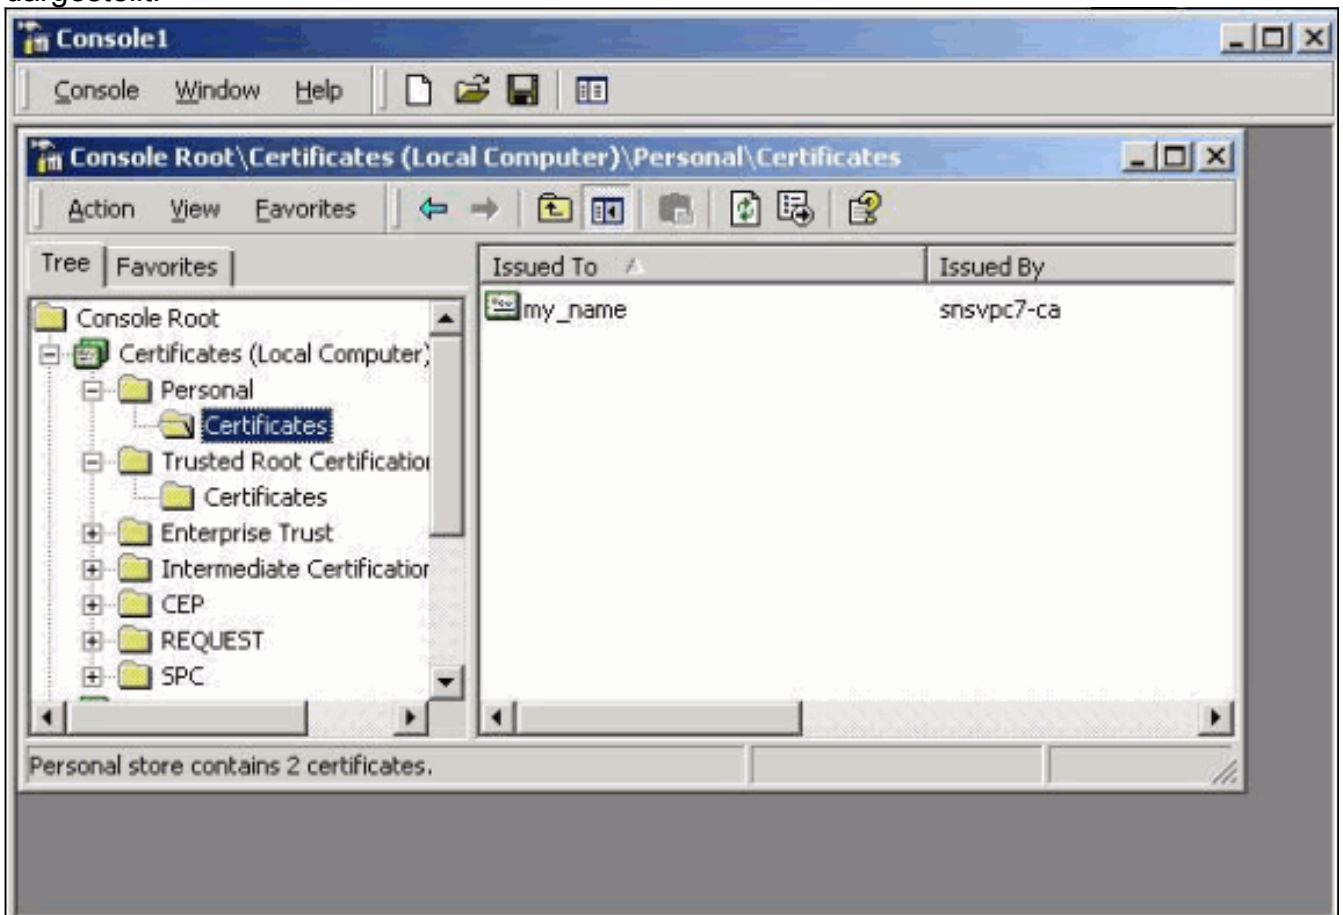 dargestellt.
Console1
Console Window Help
Console Root\Certificates (Local Computer)\Personal\Certificates
Action View Favorites
Tree Favorites
Issued To Issued By
my_name snsvpc7-ca
Console Root
Certificates (Local Computer)
Personal
Certificates
Trusted Root Certification
Certificates
Enterprise Trust
Intermediate Certification
CEP
REQUEST
SPC
Personal store contains 2 certificates.